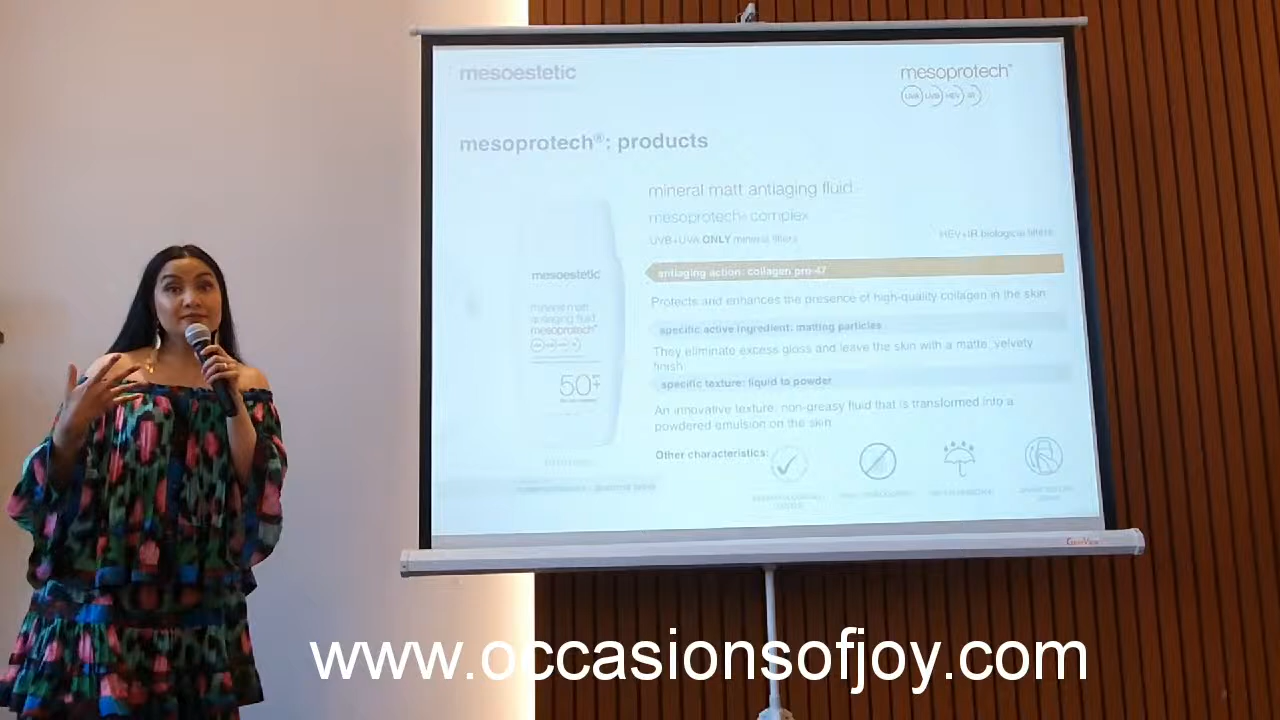 mesoestetic
mesoprotech®
UVA UVB HEV IR
mesoprotech®: products
mineral matt antiaging fluid
mesoprotech® complex
UVB+UVA ONLY mineral filters
HEV+IR biological filters
antiaging action: collagen pro-47
Protects and enhances the presence of high-quality collagen in the skin
specific active ingredient: matting particles
They eliminate excess gloss and leave the skin with a matte, velvety
finish
specific texture: liquid to powder
An innovative texture: non-greasy fluid that is transformed into a
powdered emulsion on the skin
Other characteristics:
mesoestetic
mineral matt
antiaging fluid
mesoprotech®
50+
www.occasionsofjoy.com